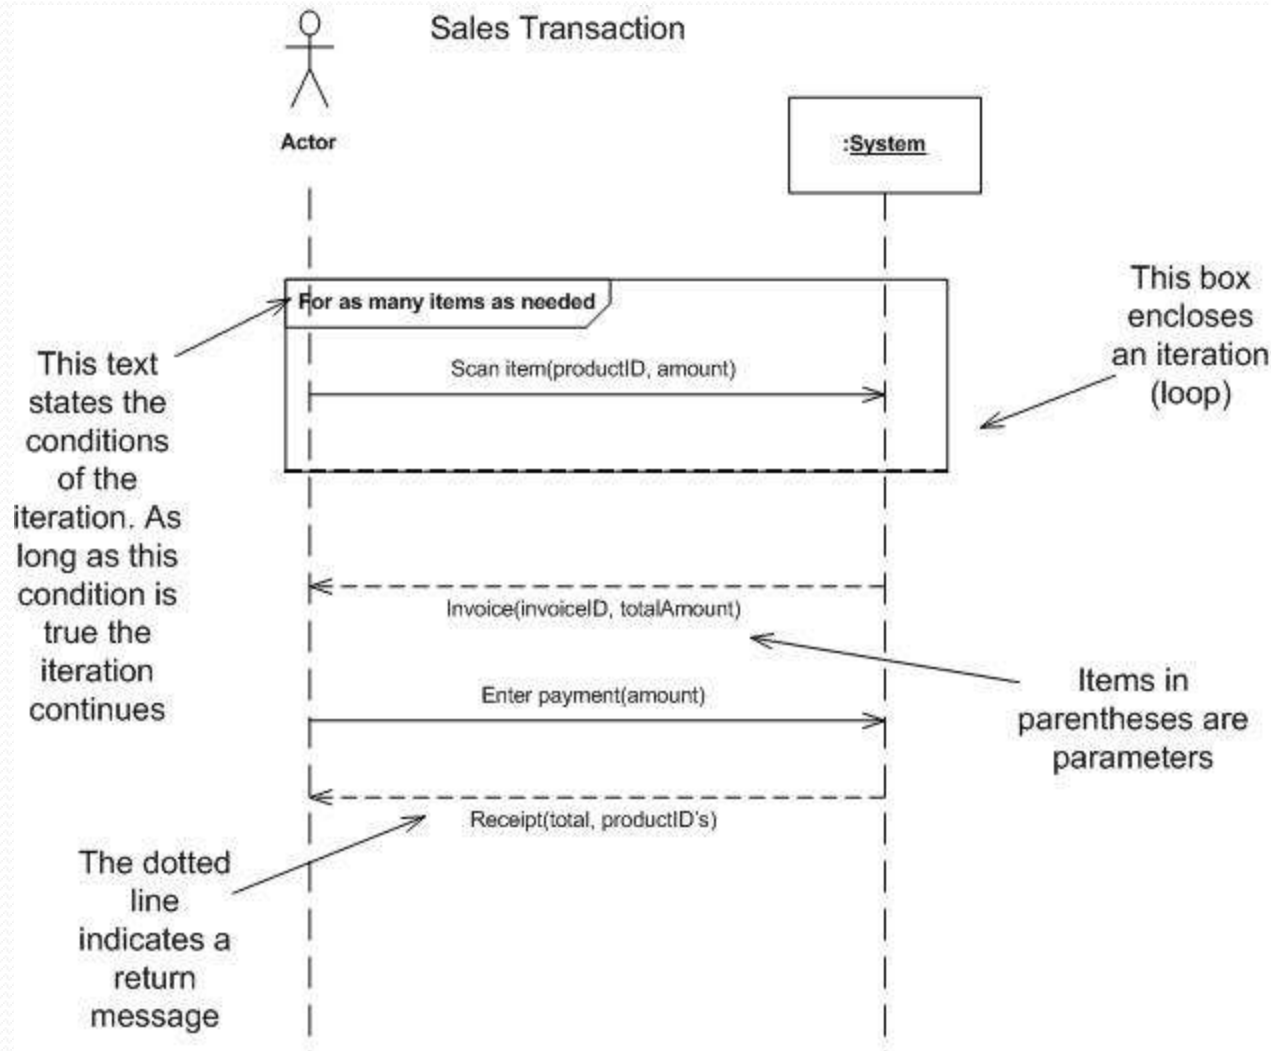 Sales Transaction
Actor
:System
For as many items as needed
Scan item(productID, amount)
This box
encloses
an iteration
(loop)
This text
states the
conditions
of the
iteration. As
long as this
condition is
true the
iteration
continues
Invoice(invoiceID, totalAmount)
Enter payment(amount)
Items in
parentheses are
parameters
Receipt(total, productID's)
The dotted
line
indicates a
return
message